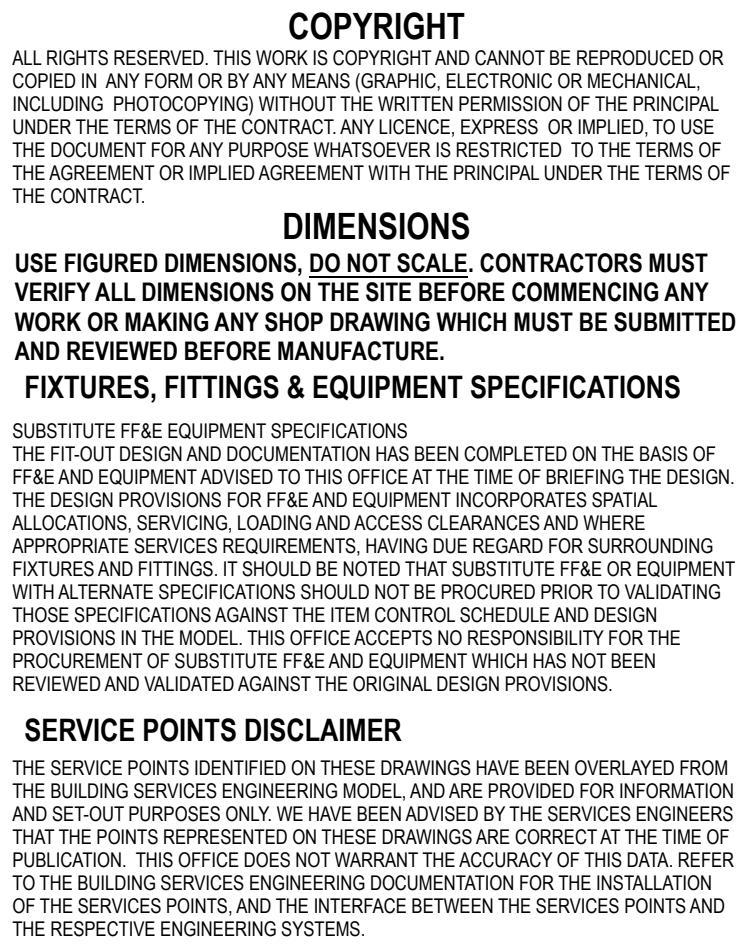 COPYRIGHT
ALL RIGHTS RESERVED. THIS WORK IS COPYRIGHT AND CANNOT BE REPRODUCED OR
COPIED IN ANY FORM OR BY ANY MEANS (GRAPHIC, ELECTRONIC OR MECHANICAL,
INCLUDING PHOTOCOPYING) WITHOUT THE WRITTEN PERMISSION OF THE PRINCIPAL
UNDER THE TERMS OF THE CONTRACT. ANY LICENCE, EXPRESS OR IMPLIED, TO USE
THE DOCUMENT FOR ANY PURPOSE WHATSOEVER IS RESTRICTED TO THE TERMS OF
THE AGREEMENT OR IMPLIED AGREEMENT WITH THE PRINCIPAL UNDER THE TERMS OF
THE CONTRACT.
DIMENSIONS
USE FIGURED DIMENSIONS, DO NOT SCALE. CONTRACTORS MUST
VERIFY ALL DIMENSIONS ON THE SITE BEFORE COMMENCING ANY
WORK OR MAKING ANY SHOP DRAWING WHICH MUST BE SUBMITTED
AND REVIEWED BEFORE MANUFACTURE.
FIXTURES, FITTINGS & EQUIPMENT SPECIFICATIONS
SUBSTITUTE FF&E EQUIPMENT SPECIFICATIONS
THE FIT-OUT DESIGN AND DOCUMENTATION HAS BEEN COMPLETED ON THE BASIS OF
FF&E AND EQUIPMENT ADVISED TO THIS OFFICE AT THE TIME OF BRIEFING THE DESIGN.
THE DESIGN PROVISIONS FOR FF&E AND EQUIPMENT INCORPORATES SPATIAL
ALLOCATIONS, SERVICING, LOADING AND ACCESS CLEARANCES AND WHERE
APPROPRIATE SERVICES REQUIREMENTS, HAVING DUE REGARD FOR SURROUNDING
FIXTURES AND FITTINGS. IT SHOULD BE NOTED THAT SUBSTITUTE FF&E OR EQUIPMENT
WITH ALTERNATE SPECIFICATIONS SHOULD NOT BE PROCURED PRIOR TO VALIDATING
THOSE SPECIFICATIONS AGAINST THE ITEM CONTROL SCHEDULE AND DESIGN
PROVISIONS IN THE MODEL. THIS OFFICE ACCEPTS NO RESPONSIBILITY FOR THE
PROCUREMENT OF SUBSTITUTE FF&E AND EQUIPMENT WHICH HAS NOT BEEN
REVIEWED AND VALIDATED AGAINST THE ORIGINAL DESIGN PROVISIONS.
SERVICE POINTS DISCLAIMER
THE SERVICE POINTS IDENTIFIED ON THESE DRAWINGS HAVE BEEN OVERLAYED FROM
THE BUILDING SERVICES ENGINEERING MODEL, AND ARE PROVIDED FOR INFORMATION
AND SET-OUT PURPOSES ONLY. WE HAVE BEEN ADVISED BY THE SERVICES ENGINEERS
THAT THE POINTS REPRESENTED ON THESE DRAWINGS ARE CORRECT AT THE TIME OF
PUBLICATION. THIS OFFICE DOES NOT WARRANT THE ACCURACY OF THIS DATA. REFER
TO THE BUILDING SERVICES ENGINEERING DOCUMENTATION FOR THE INSTALLATION
OF THE SERVICES POINTS, AND THE INTERFACE BETWEEN THE SERVICES POINTS AND
THE RESPECTIVE ENGINEERING SYSTEMS.